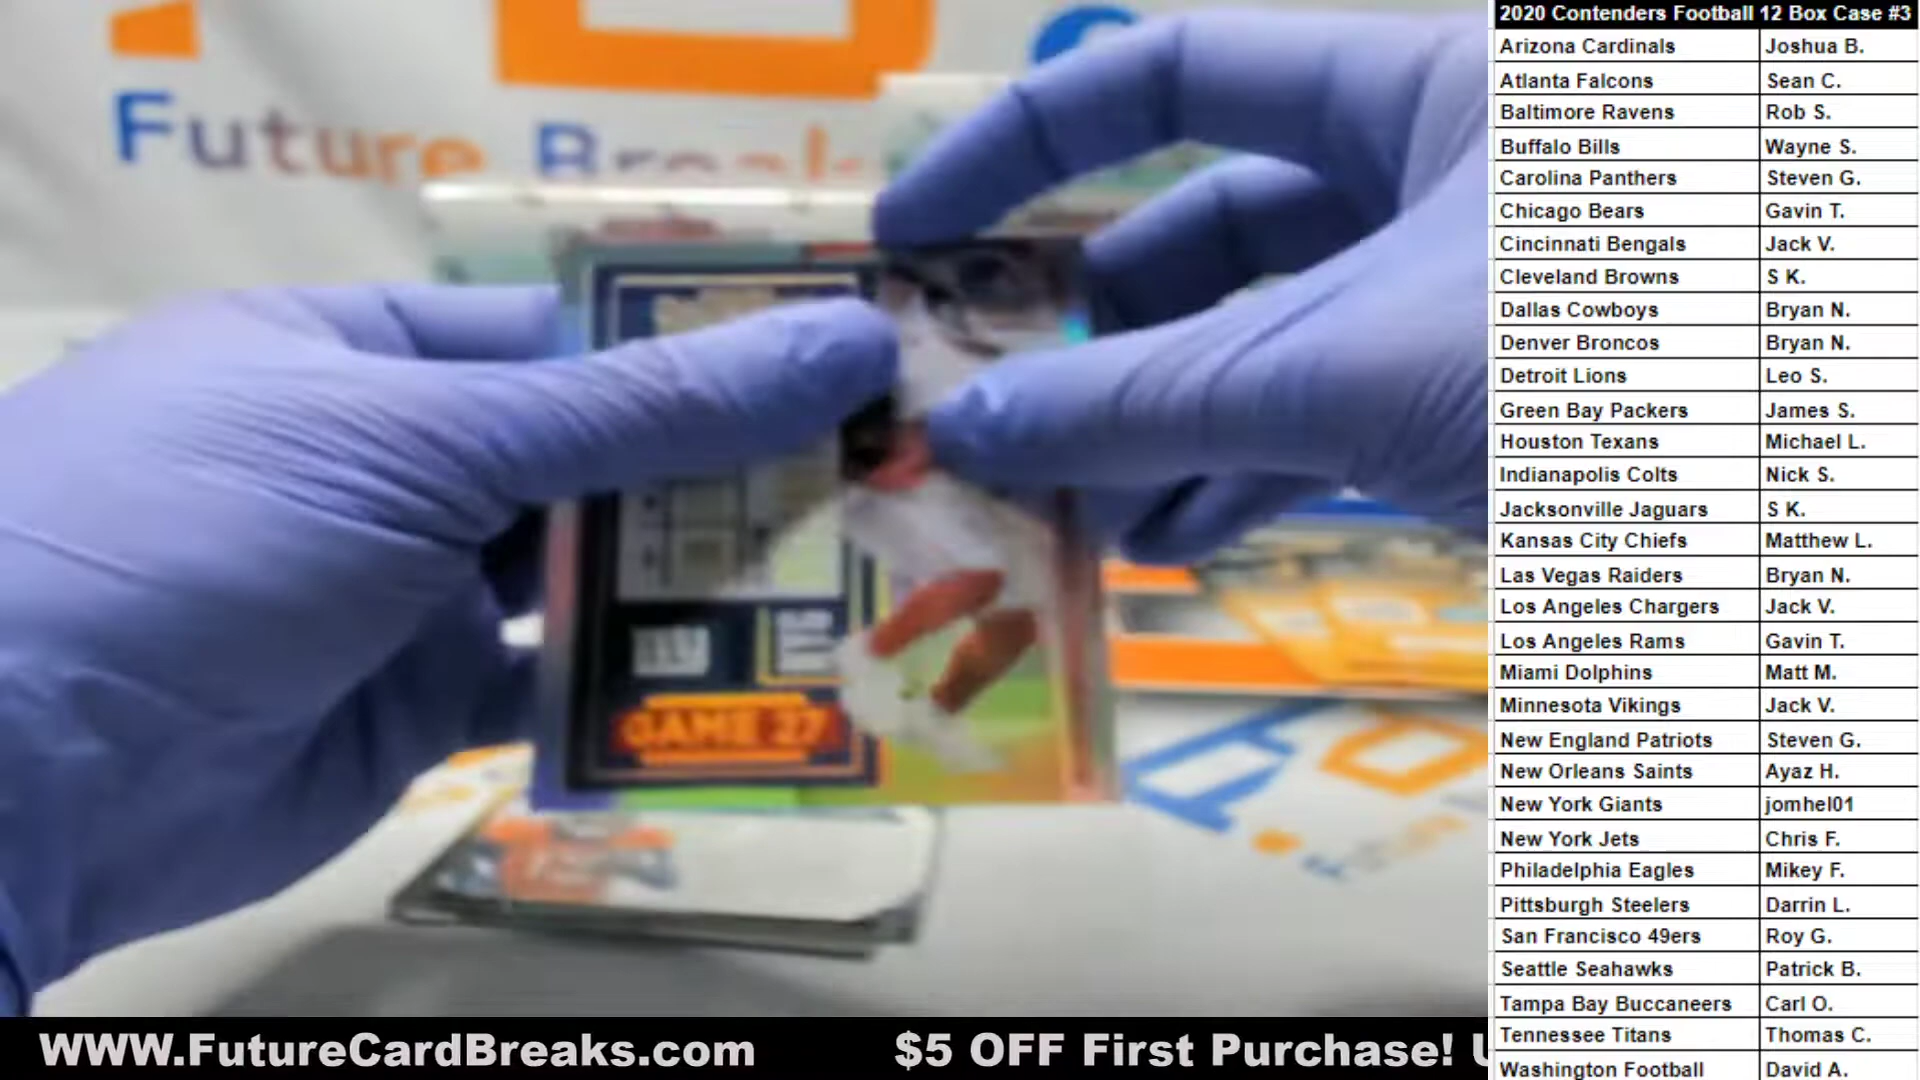 2020 Contenders Football 12 Box Case #3
Arizona Cardinals Joshua B.
Atlanta Falcons Sean C.
Baltimore Ravens Rob S.
Buffalo Bills Wayne S.
Carolina Panthers Steven G.
Chicago Bears Gavin T.
Cincinnati Bengals Jack V.
Cleveland Browns S K.
Dallas Cowboys Bryan N.
Denver Broncos Bryan N.
Detroit Lions Leo S.
Green Bay Packers James S.
Houston Texans Michael L.
Indianapolis Colts Nick S.
Jacksonville Jaguars S K.
Kansas City Chiefs Matthew L.
Las Vegas Raiders Bryan N.
Los Angeles Chargers Jack V.
Los Angeles Rams Gavin T.
Miami Dolphins Matt M.
Minnesota Vikings Jack V.
New England Patriots Steven G.
New Orleans Saints Ayaz H.
New York Giants jomhel01
New York Jets Chris F.
Philadelphia Eagles Mikey F.
Pittsburgh Steelers Darrin L.
San Francisco 49ers Roy G.
Seattle Seahawks Patrick B.
Tampa Bay Buccaneers Carl O.
Tennessee Titans Thomas C.
Washington Football David A.
Future Breaks
GAME 27
WWW.FutureCardBreaks.com $5 OFF First Purchase!